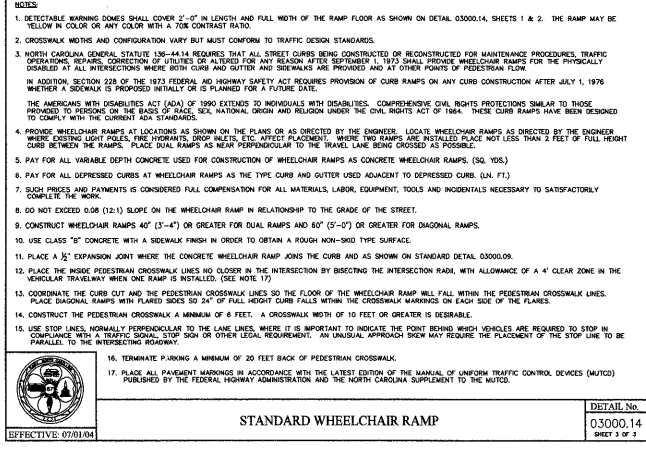 NOTES:
1. DETECTABLE WARNING DOMES SHALL COVER 2'-0" IN LENGTH AND FULL WIDTH OF THE RAMP FLOOR AS SHOWN ON DETAIL 03000.14, SHEETS 1 & 2. THE RAMP MAY BE
YELLOW IN COLOR OR ANY COLOR WITH A 70% CONTRAST RATIO.
2. CROSSWALK WIDTHS AND CONFIGURATION VARY BUT MUST CONFORM TO TRAFFIC DESIGN STANDARDS.
3. NORTH CAROLINA GENERAL STATUTE 136-44.14 REQUIRES THAT ALL STREET CURBS BEING CONSTRUCTED OR RECONSTRUCTED FOR MAINTENANCE PROCEDURES, TRAFFIC
OPERATIONS, REPAIRS, CORRECTION OF UTILITIES OR ALTERED FOR ANY REASON AFTER SEPTEMBER 1, 1973 SHALL PROVIDE WHEELCHAIR RAMPS FOR THE PHYSICALLY
DISABLED AT ALL INTERSECTIONS WHERE BOTH CURB AND GUTTER AND SIDEWALKS ARE PROVIDED AND AT OTHER POINTS OF PEDESTRIAN FLOW.
IN ADDITION, SECTION 228 OF THE 1973 FEDERAL AID HIGHWAY SAFETY ACT REQUIRES PROVISION OF CURB RAMPS ON ANY CURB CONSTRUCTION AFTER JULY 1, 1976
WHETHER A SIDEWALK IS PROPOSED INITIALLY OR IS PLANNED FOR A FUTURE DATE.
THE AMERICANS WITH DISABILITIES ACT (ADA) OF 1990 EXTENDS TO INDIVIDUALS WITH DISABILITIES. COMPREHENSIVE CIVIL RIGHTS PROTECTIONS SIMILAR TO THOSE
PROVIDED TO PERSONS ON THE BASIS OF RACE, SEX, NATIONAL ORIGIN AND RELIGION UNDER THE CIVIL RIGHTS ACT OF 1964. THESE CURB RAMPS HAVE BEEN DESIGNED
TO COMPLY WITH THE CURRENT ADA STANDARDS.
4. PROVIDE WHEELCHAIR RAMPS AT LOCATIONS AS SHOWN ON THE PLANS OR AS DIRECTED BY THE ENGINEER. LOCATE WHEELCHAIR RAMPS AS DIRECTED BY THE ENGINEER
WHERE EXISTING LIGHT POLES, FIRE HYDRANTS, DROP INLETS, ETC. AFFECT PLACEMENT. WHERE TWO RAMPS ARE INSTALLED PLACE NOT LESS THAN 2 FEET OF FULL HEIGHT
CURB BETWEEN THE RAMPS. PLACE DUAL RAMPS AS NEAR PERPENDICULAR TO THE TRAVEL LANE BEING CROSSED AS POSSIBLE.
5. PAY FOR ALL VARIABLE DEPTH CONCRETE USED FOR CONSTRUCTION OF WHEELCHAIR RAMPS AS CONCRETE WHEELCHAIR RAMPS. (SQ. YDS.)
6. PAY FOR ALL DEPRESSED CURBS AT WHEELCHAIR RAMPS AS THE TYPE CURB AND GUTTER USED ADJACENT TO DEPRESSED CURB. (LN. FT.)
7. SUCH PRICES AND PAYMENTS IS CONSIDERED FULL COMPENSATION FOR ALL MATERIALS, LABOR, EQUIPMENT, TOOLS AND INCIDENTALS NECESSARY TO SATISFACTORILY
COMPLETE THE WORK.
8. DO NOT EXCEED 0.08 (12:1) SLOPE ON THE WHEELCHAIR RAMP IN RELATIONSHIP TO THE GRADE OF THE STREET.
9. CONSTRUCT WHEELCHAIR RAMPS 40" (3'-4") OR GREATER FOR DUAL RAMPS AND 60" (5'-0") OR GREATER FOR DIAGONAL RAMPS.
10. USE CLASS "B" CONCRETE WITH A SIDEWALK FINISH IN ORDER TO OBTAIN A ROUGH NON-SKID TYPE SURFACE.
11. PLACE A ½" EXPANSION JOINT WHERE THE CONCRETE WHEELCHAIR RAMP JOINS THE CURB AND AS SHOWN ON STANDARD DETAIL 03000.09.
12. PLACE THE INSIDE PEDESTRIAN CROSSWALK LINES NO CLOSER IN THE INTERSECTION BY BISECTING THE INTERSECTION RADII, WITH ALLOWANCE OF A 4' CLEAR ZONE IN THE
VEHICULAR TRAVELWAY WHEN ONE RAMP IS INSTALLED. (SEE NOTE 17)
13. COORDINATE THE CURB CUT AND THE PEDESTRIAN CROSSWALK LINES SO THE FLOOR OF THE WHEELCHAIR RAMP WILL FALL WITHIN THE PEDESTRIAN CROSSWALK LINES.
PLACE DIAGONAL RAMPS WITH FLARED SIDES SO 24" OF FULL HEIGHT CURB FALLS WITHIN THE CROSSWALK MARKINGS ON EACH SIDE OF THE FLARES.
14. CONSTRUCT THE PEDESTRIAN CROSSWALK A MINIMUM OF 6 FEET. A CROSSWALK WIDTH OF 10 FEET OR GREATER IS DESIRABLE.
15. USE STOP LINES, NORMALLY PERPENDICULAR TO THE LANE LINES, WHERE IT IS IMPORTANT TO INDICATE THE POINT BEHIND WHICH VEHICLES ARE REQUIRED TO STOP IN
COMPLIANCE WITH A TRAFFIC SIGNAL, STOP SIGN OR OTHER LEGAL REQUIREMENT. AN UNUSUAL APPROACH SKEW MAY REQUIRE THE PLACEMENT OF THE STOP LINE TO BE
PARALLEL TO THE INTERSECTING ROADWAY.
16. TERMINATE PARKING A MINIMUM OF 20 FEET BACK OF PEDESTRIAN CROSSWALK.
17. PLACE ALL PAVEMENT MARKINGS IN ACCORDANCE WITH THE LATEST EDITION OF THE MANUAL OF UNIFORM TRAFFIC CONTROL DEVICES (MUTCD)
PUBLISHED BY THE FEDERAL HIGHWAY ADMINISTRATION AND THE NORTH CAROLINA SUPPLEMENT TO THE MUTCD.
EFFECTIVE: 07/01/04
STANDARD WHEELCHAIR RAMP
DETAIL No.
03000.14
SHEET 3 OF 3